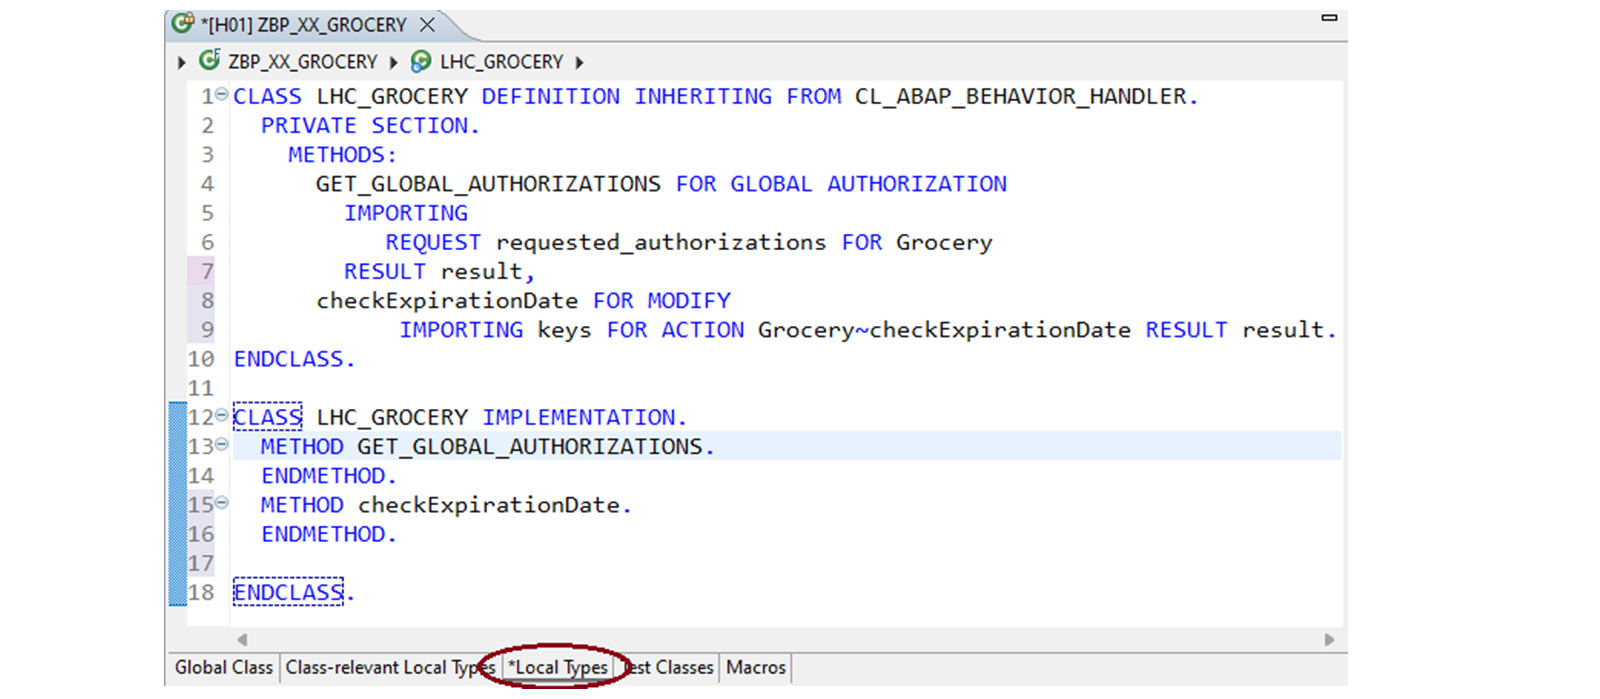 *[H01] ZBP_XX_GROCERY
ZBP_XX_GROCERY LHC_GROCERY
1 CLASS LHC_GROCERY DEFINITION INHERITING FROM CL_ABAP_BEHAVIOR_HANDLER.
2 PRIVATE SECTION.
3 METHODS:
4 GET_GLOBAL_AUTHORIZATIONS FOR GLOBAL AUTHORIZATION
5 IMPORTING
6 REQUEST requested_authorizations FOR Grocery
7 RESULT result,
8 checkExpirationDate FOR MODIFY
9 IMPORTING keys FOR ACTION Grocery~checkExpirationDate RESULT result.
10 ENDCLASS.
11
12 CLASS LHC_GROCERY IMPLEMENTATION.
13 METHOD GET_GLOBAL_AUTHORIZATIONS.
14 ENDMETHOD.
15 METHOD checkExpirationDate.
16 ENDMETHOD.
17
18 ENDCLASS.
Global Class Class-relevant Local Types *Local Types Test Classes Macros